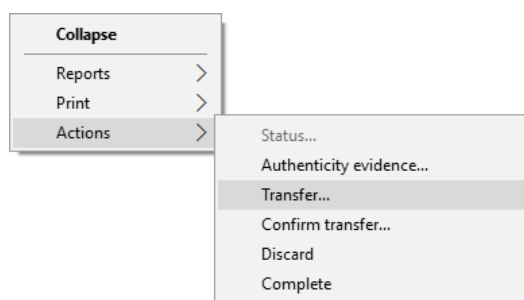 Collapse
Reports
Print
Actions
Status...
Authenticity evidence...
Transfer...
Confirm transfer...
Discard
Complete